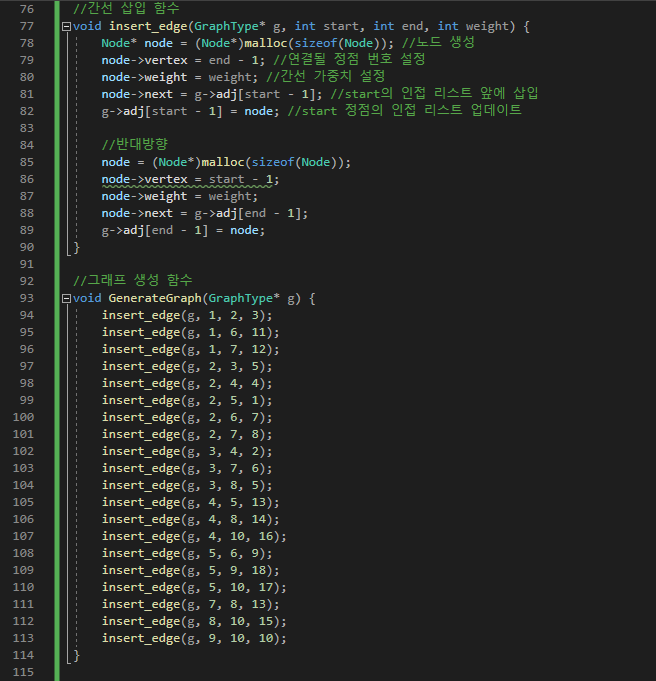 76 //간선 삽입 함수
77 void insert_edge(GraphType* g, int start, int end, int weight) {
78 Node* node = (Node*)malloc(sizeof(Node)); //노드 생성
79 node->vertex = end - 1; //연결될 정점 번호 설정
80 node->weight = weight; //간선 가중치 설정
81 node->next = g->adj[start - 1]; //start의 인접 리스트 앞에 삽입
82 g->adj[start - 1] = node; //start 정점의 인접 리스트 업데이트
83
84 //반대방향
85 node = (Node*)malloc(sizeof(Node));
86 node->vertex = start - 1;
87 node->weight = weight;
88 node->next = g->adj[end - 1];
89 g->adj[end - 1] = node;
90 }
91
92 //그래프 생성 함수
93 void GenerateGraph(GraphType* g) {
94 insert_edge(g, 1, 2, 3);
95 insert_edge(g, 1, 6, 11);
96 insert_edge(g, 1, 7, 12);
97 insert_edge(g, 2, 3, 5);
98 insert_edge(g, 2, 4, 4);
99 insert_edge(g, 2, 5, 1);
100 insert_edge(g, 2, 6, 7);
101 insert_edge(g, 2, 7, 8);
102 insert_edge(g, 3, 4, 2);
103 insert_edge(g, 3, 7, 6);
104 insert_edge(g, 3, 8, 5);
105 insert_edge(g, 4, 5, 13);
106 insert_edge(g, 4, 8, 14);
107 insert_edge(g, 4, 10, 16);
108 insert_edge(g, 5, 6, 9);
109 insert_edge(g, 5, 9, 18);
110 insert_edge(g, 5, 10, 17);
111 insert_edge(g, 7, 8, 13);
112 insert_edge(g, 8, 10, 15);
113 insert_edge(g, 9, 10, 10);
114 }
115